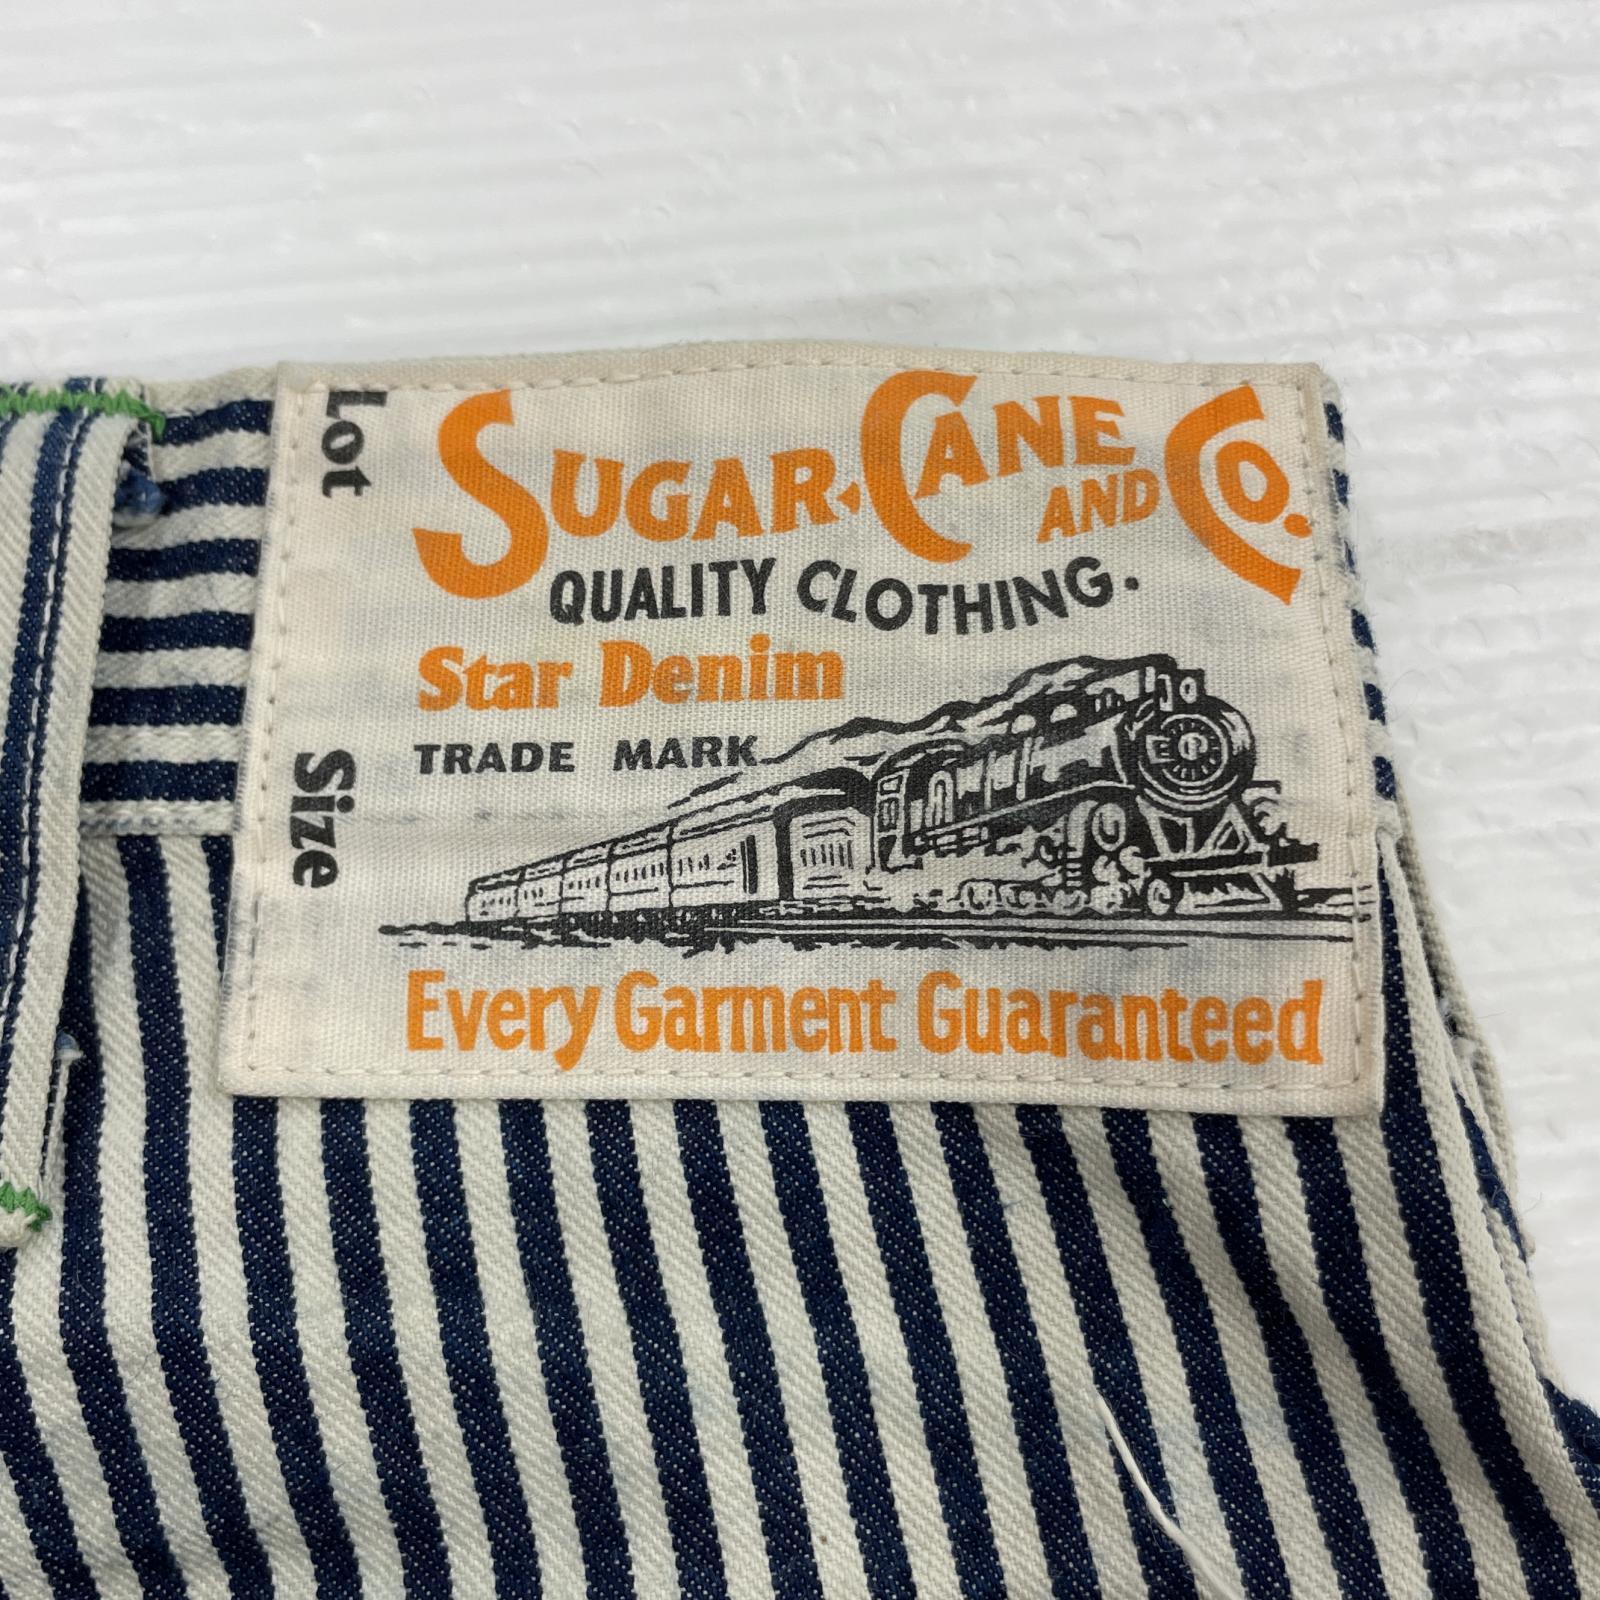 SUGAR CANE AND CO.
QUALITY CLOTHING.
Star Denim
TRADE MARK
Every Garment Guaranteed
Lot
Size